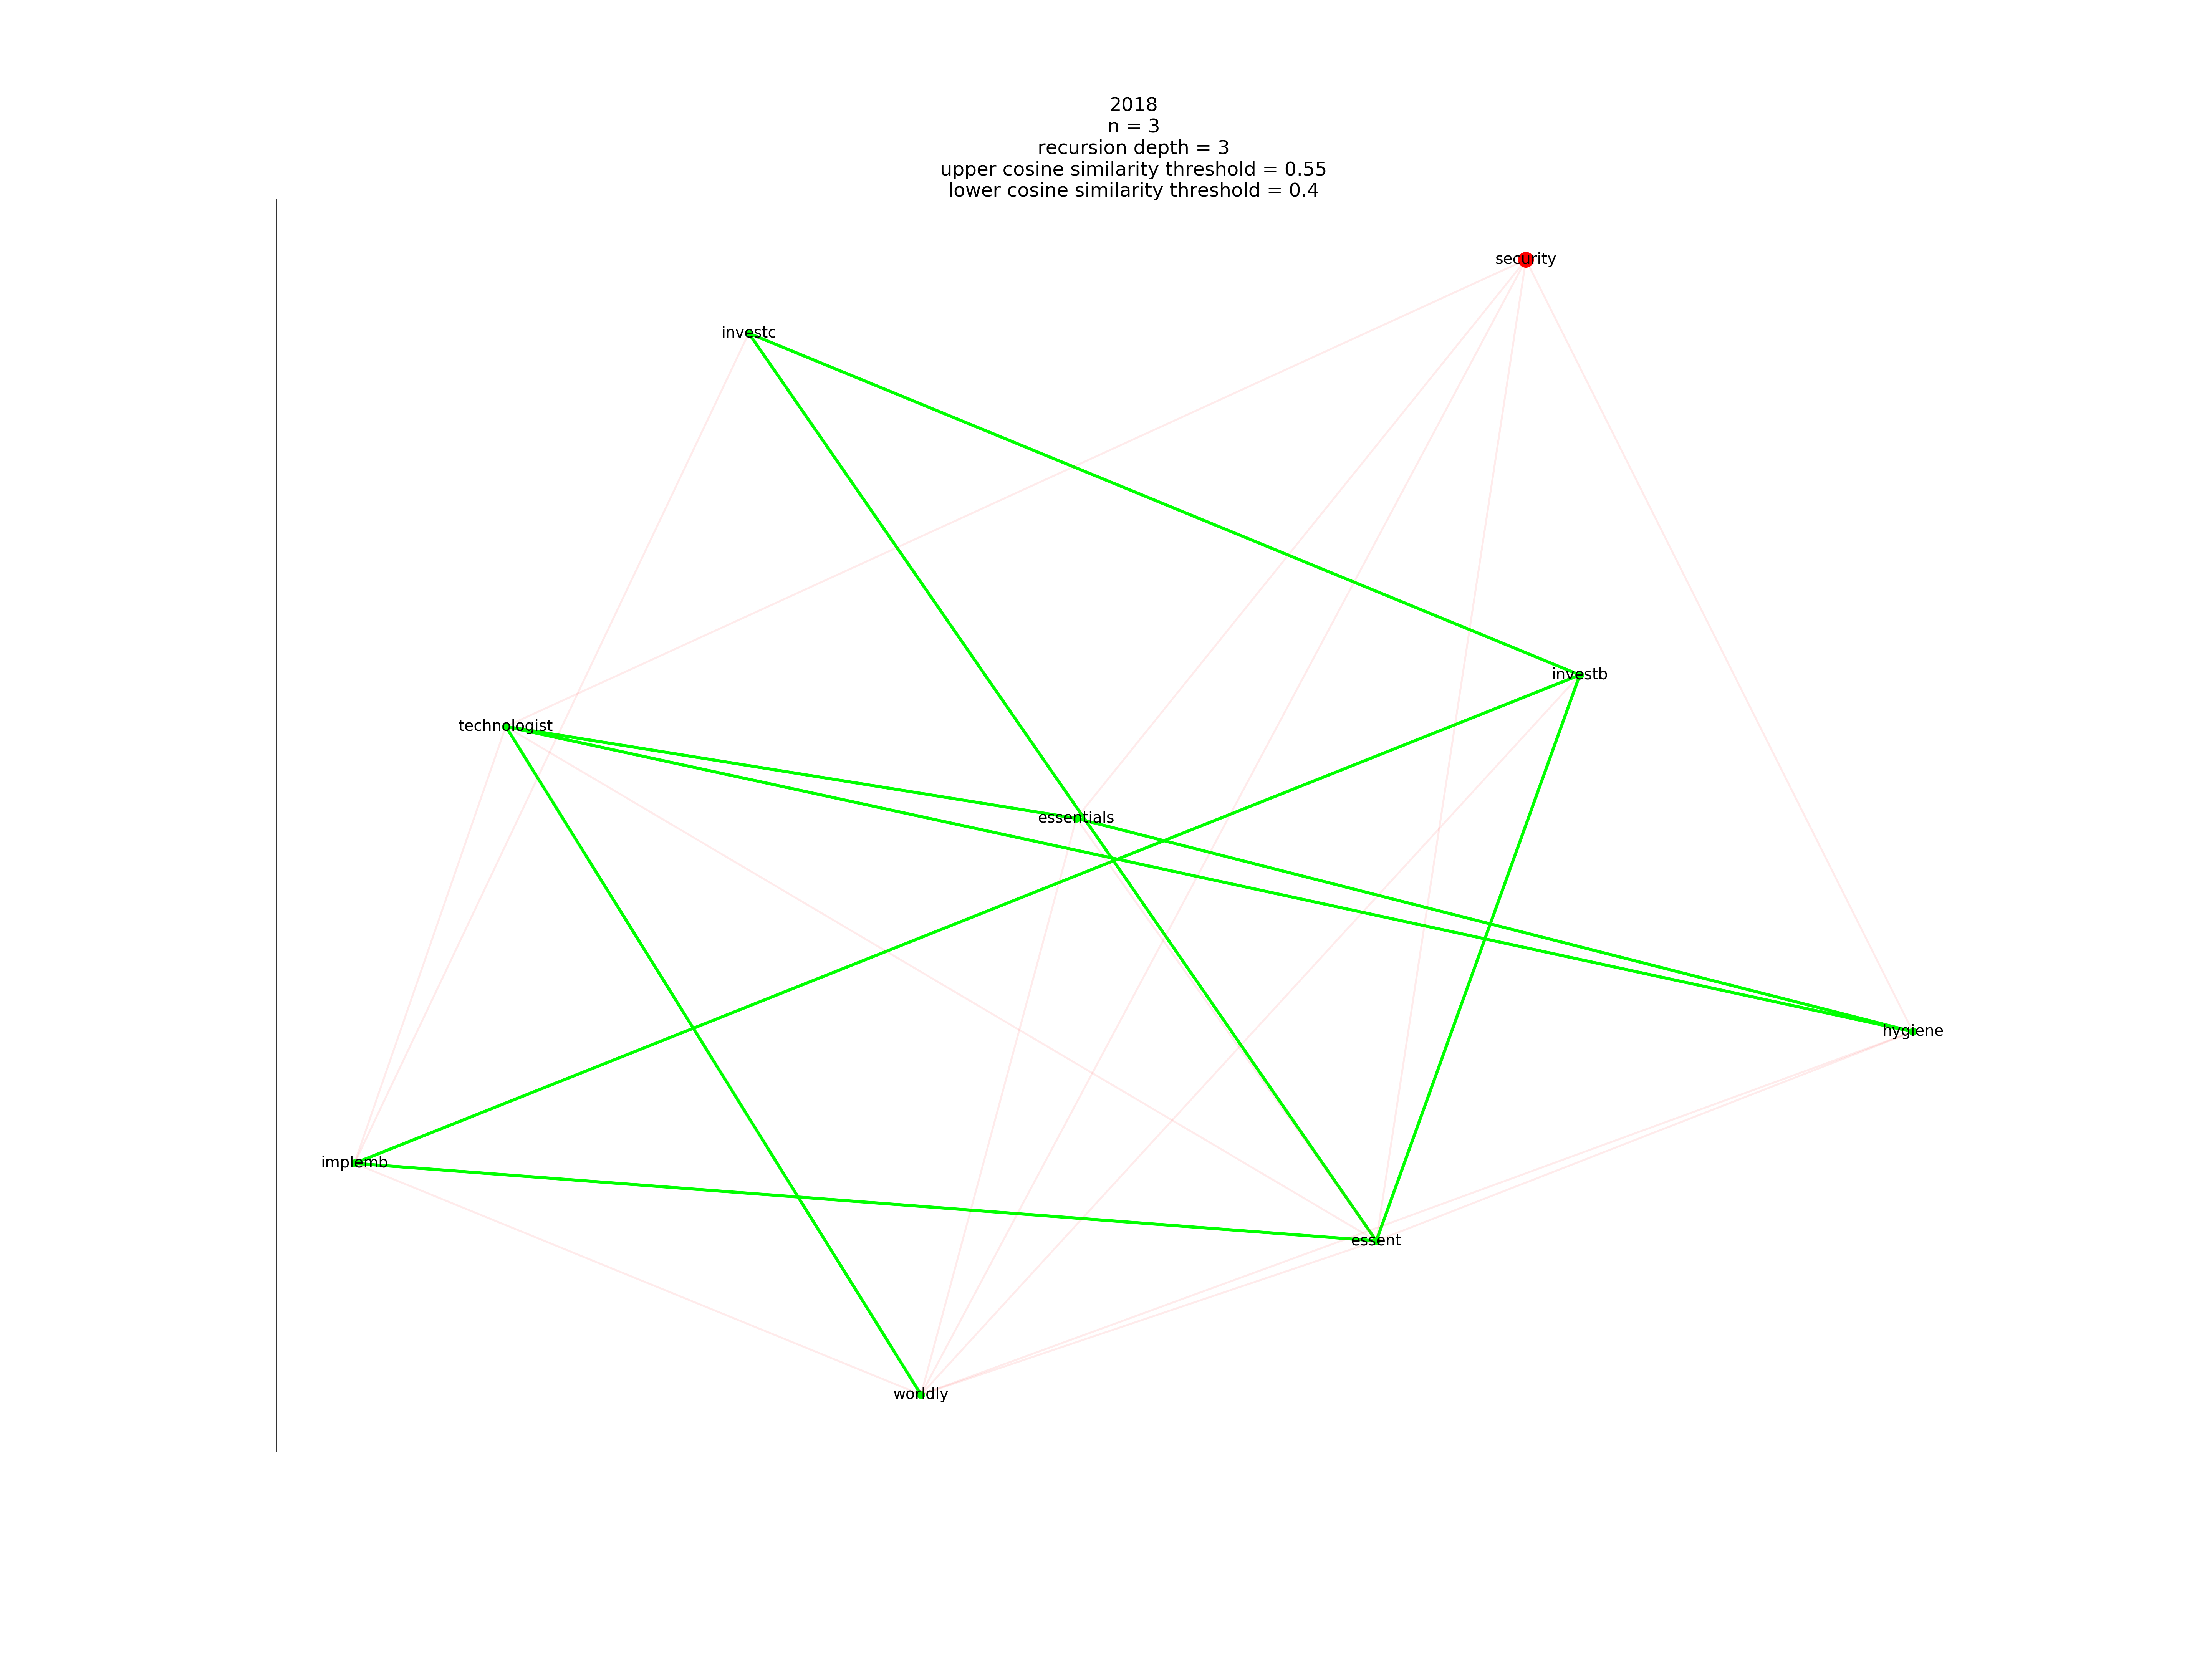 2018
n = 3
recursion depth = 3
upper cosine similarity threshold = 0.55
lower cosine similarity threshold = 0.4
security
investc
investb
technologist
essentials
hygiene
implemb
essent
worldly